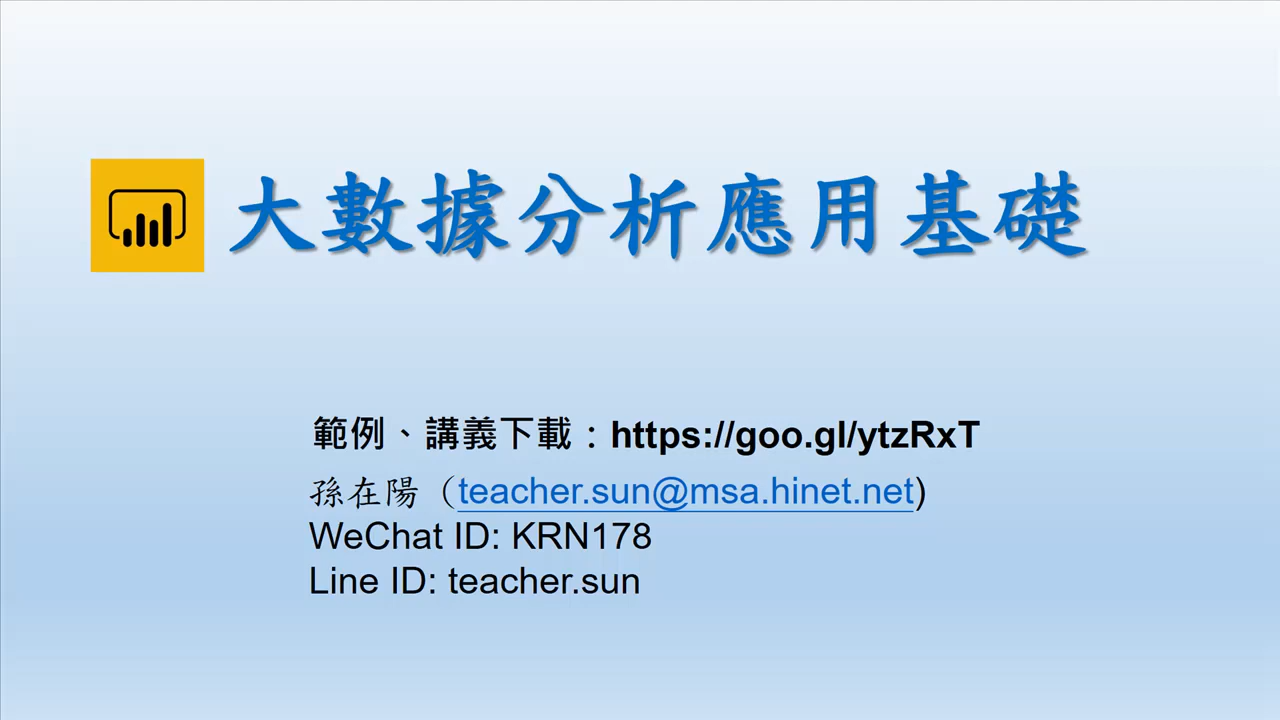 大數據分析應用基礎
範例、講義下載：https://goo.gl/ytzRxT
孫在陽（teacher.sun@msa.hinet.net)
WeChat ID: KRN178
Line ID: teacher.sun